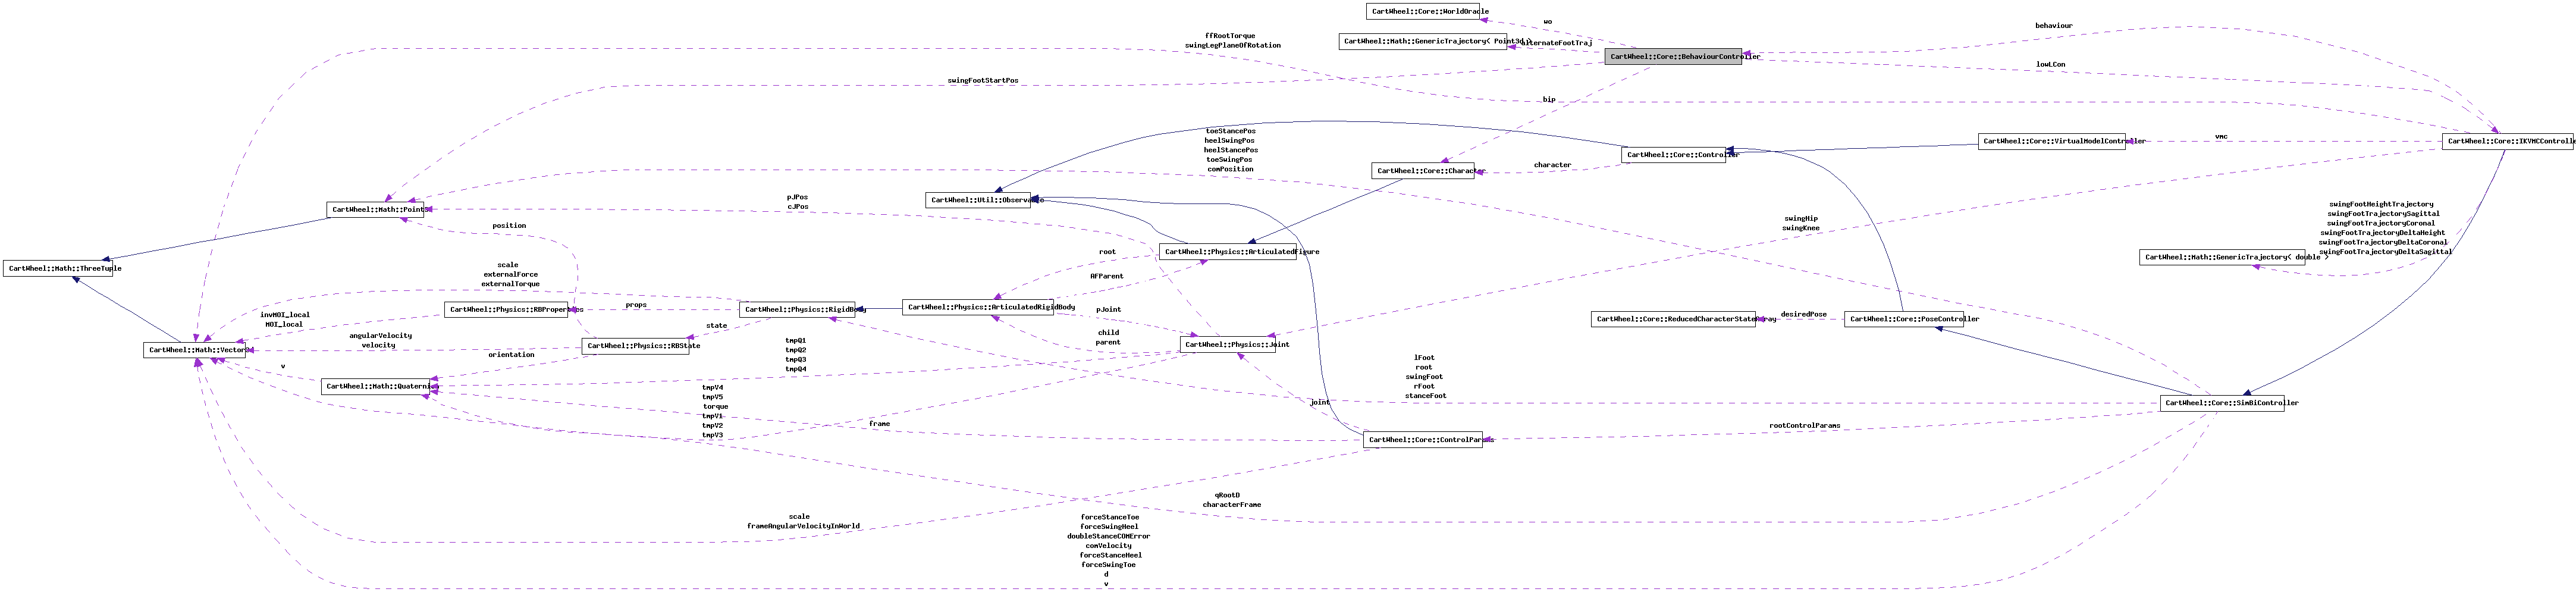 CartWheel::Core::WorldOracle
wo
behaviour
ffRootTorque
swingLegPlaneOfRotation
CartWheel::Math::GenericTrajectory< Point3d >
alternateFootTraj
CartWheel::Core::BehaviourController
lowLCon
swingFootStartPos
bip
toeStancePos
heelSwingPos
heelStancePos
toeSwingPos
comPosition
CartWheel::Core::VirtualModelController
vmc
CartWheel::Core::IKVMCController
CartWheel::Core::Controller
character
CartWheel::Core::Character
pJPos
cJPos
CartWheel::Util::Observable
CartWheel::Math::Point3d
swingHip
swingKnee
swingFootHeightTrajectory
swingFootTrajectorySagittal
swingFootTrajectoryCoronal
swingFootTrajectoryDeltaHeight
swingFootTrajectoryDeltaCoronal
swingFootTrajectoryDeltaSagittal
position
root
CartWheel::Physics::ArticulatedFigure
CartWheel::Math::GenericTrajectory< double >
CartWheel::Math::ThreeTuple
scale
externalForce
externalTorque
AFParent
invMOI_local
MOI_local
CartWheel::Physics::RBProperties
props
CartWheel::Physics::RigidBody
CartWheel::Physics::ArticulatedRigidBody
pJoint
CartWheel::Core::ReducedCharacterStateArray
desiredPose
CartWheel::Core::PoseController
state
child
parent
angularVelocity
velocity
CartWheel::Math::Vector3d
CartWheel::Physics::RBState
CartWheel::Physics::Joint
orientation
tmpQ1
tmpQ2
tmpQ3
tmpQ4
v
CartWheel::Math::Quaternion
lFoot
root
swingFoot
rFoot
stanceFoot
tmpV4
tmpV5
torque
tmpV1
tmpV2
tmpV3
joint
CartWheel::Core::SimBiController
frame
rootControlParams
CartWheel::Core::ControlParams
qRootD
characterFrame
scale
frameAngularVelocityInWorld
forceStanceToe
forceSwingHeel
doubleStanceCOMError
comVelocity
forceStanceHeel
forceSwingToe
d
v